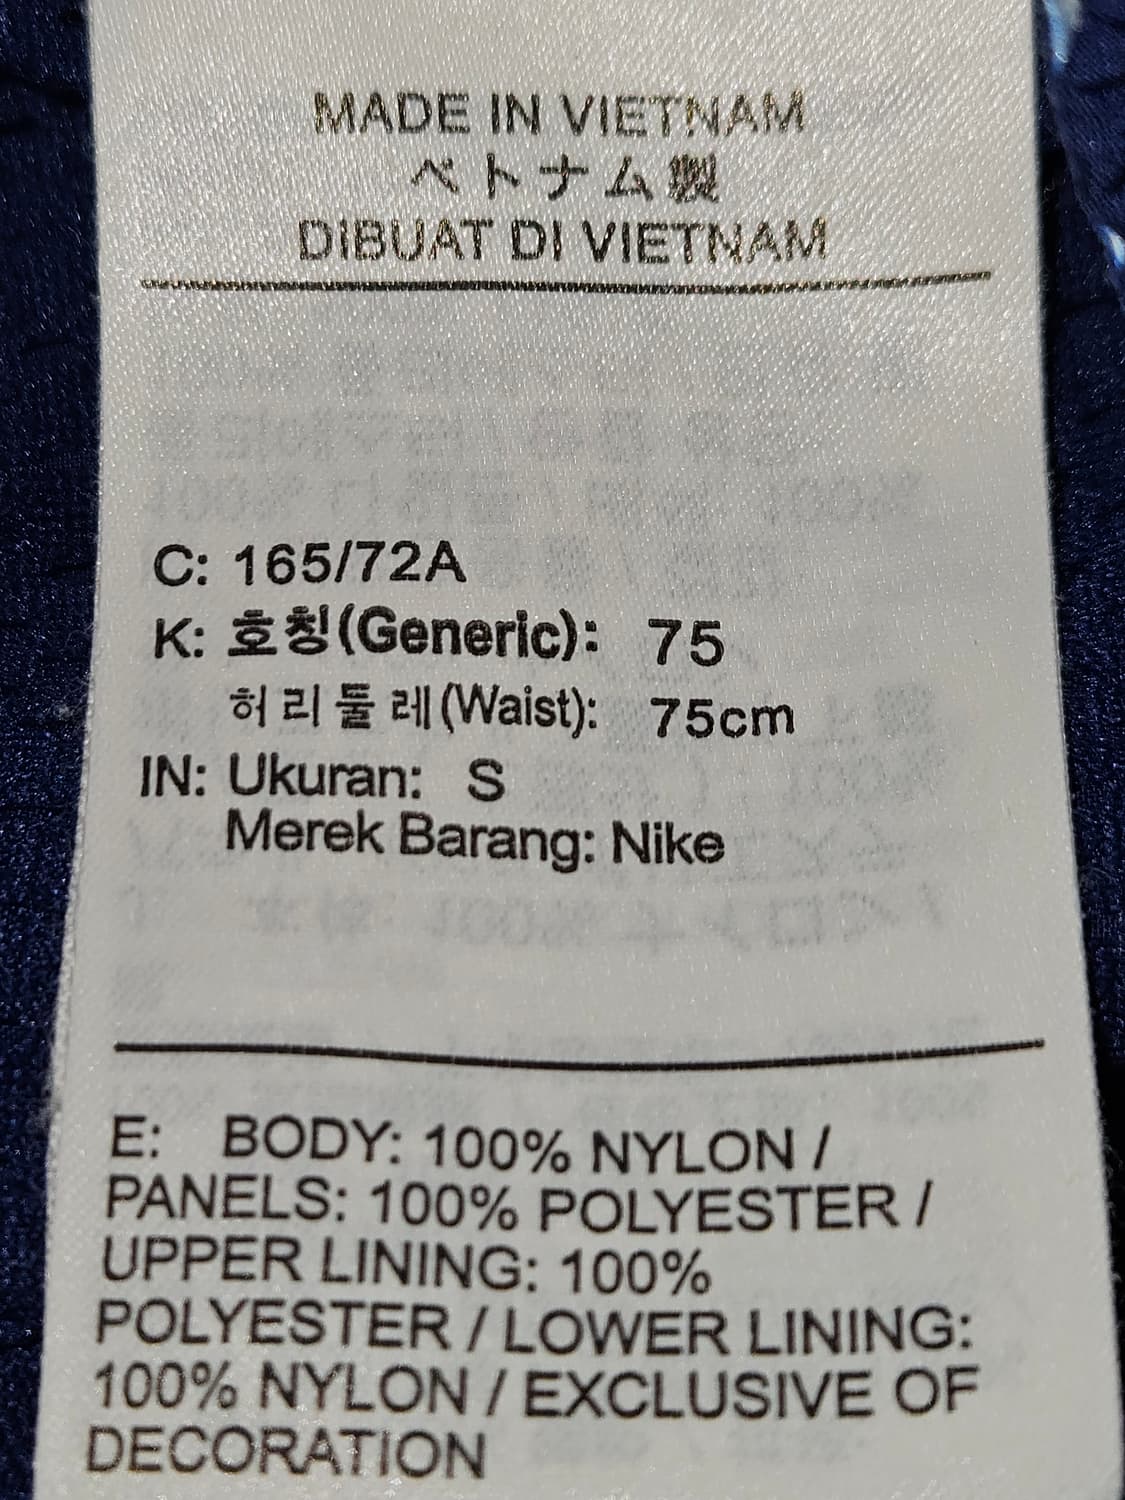 MADE IN VIETNAM
ベトナム製
DIBUAT DI VIETNAM
C: 165/72A
K: 호칭(Generic): 75
허리둘레(Waist): 75cm
IN: Ukuran: S
Merek Barang: Nike
E: BODY: 100% NYLON /
PANELS: 100% POLYESTER /
UPPER LINING: 100%
POLYESTER / LOWER LINING:
100% NYLON / EXCLUSIVE OF
DECORATION